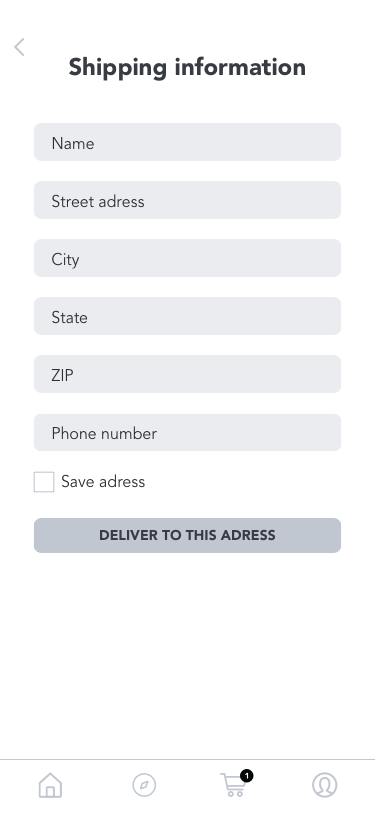 Shipping information
Name
Street adress
City
State
ZIP
Phone number
Save adress
DELIVER TO THIS ADRESS
1